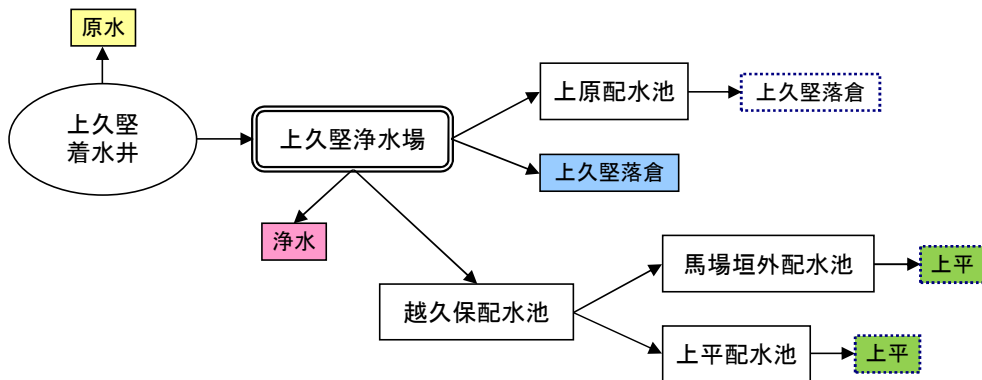 原水
上久堅
着水井
上久堅浄水場
上原配水池
上久堅落倉
上久堅落倉
浄水
越久保配水池
馬場垣外配水池
上平
上平配水池
上平